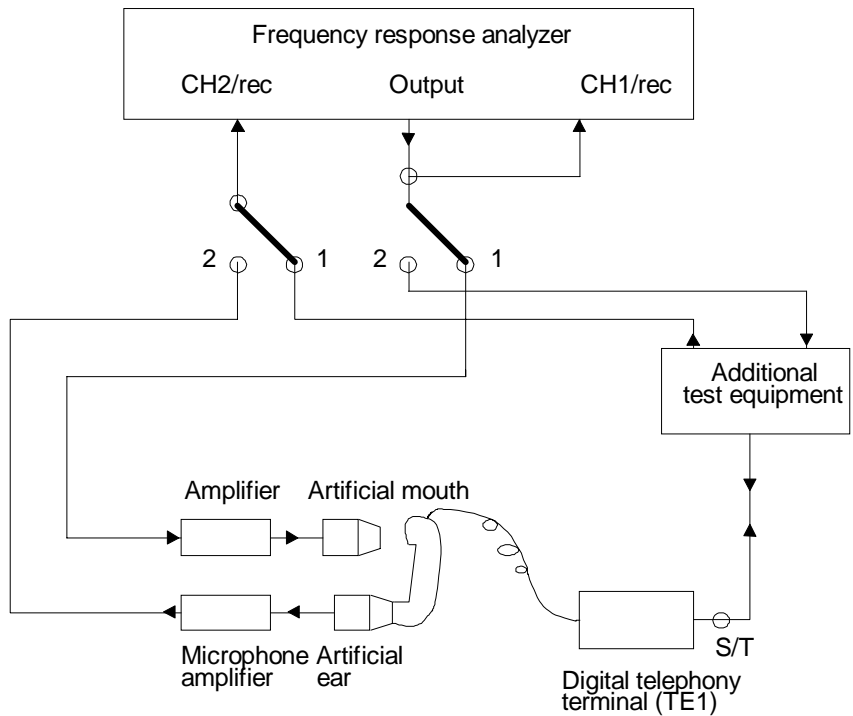 Frequency response analyzer
CH2/rec
Output
CH1/rec
2
1
2
1
Additional
test equipment
Amplifier
Artificial mouth
Microphone
amplifier
Artificial
ear
S/T
Digital telephony
terminal (TE1)